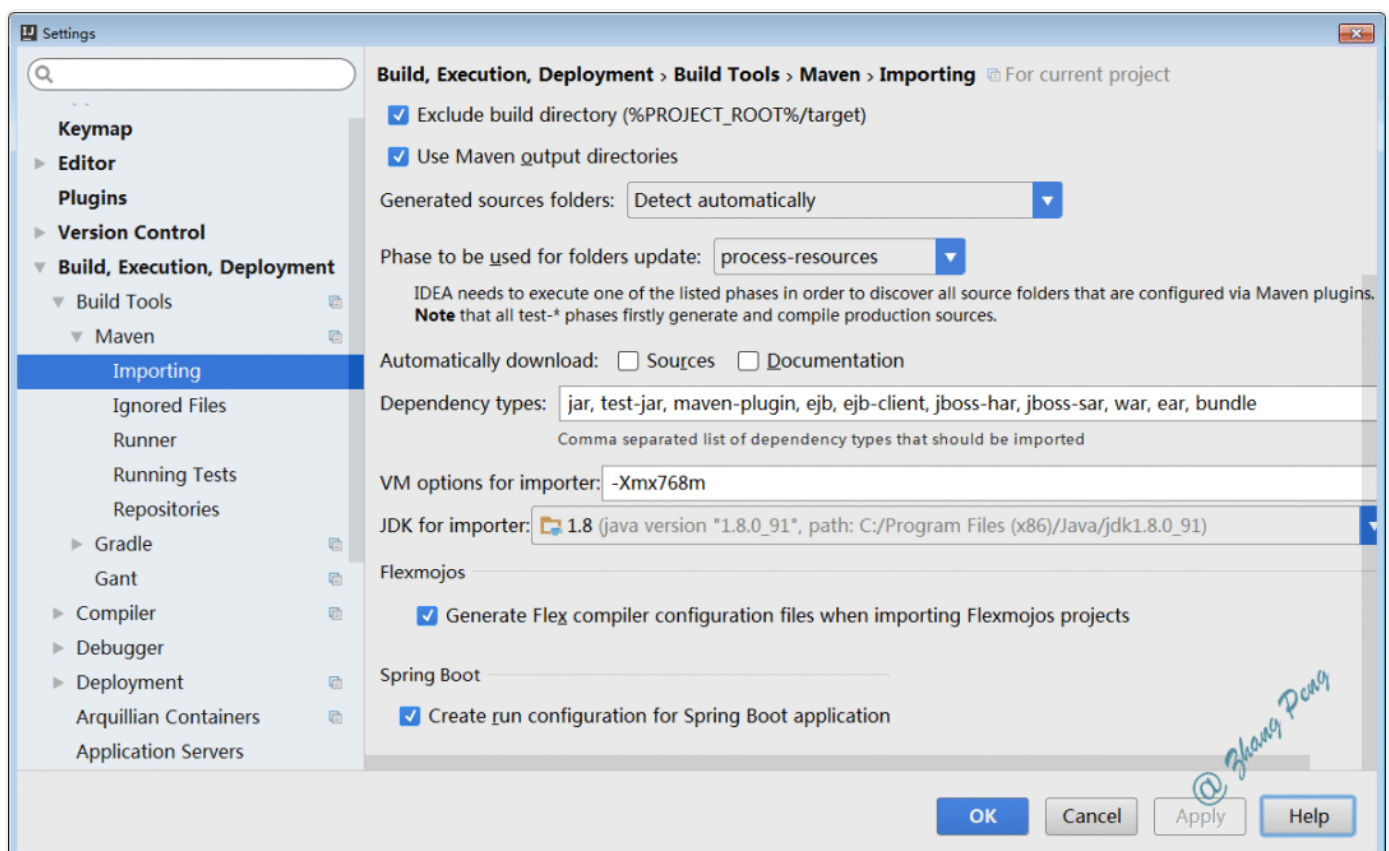 Settings
Build, Execution, Deployment › Build Tools › Maven › Importing For current project
Keymap
Editor
Plugins
Version Control
Build, Execution, Deployment
Build Tools
Maven
Importing
Ignored Files
Runner
Running Tests
Repositories
Gradle
Gant
Compiler
Debugger
Deployment
Arquillian Containers
Application Servers
Exclude build directory (%PROJECT_ROOT%/target)
Use Maven output directories
Generated sources folders: Detect automatically
Phase to be used for folders update: process-resources
IDEA needs to execute one of the listed phases in order to discover all source folders that are configured via Maven plugins.
Note that all test-* phases firstly generate and compile production sources.
Automatically download: Sources Documentation
Dependency types: jar, test-jar, maven-plugin, ejb, ejb-client, jboss-har, jboss-sar, war, ear, bundle
Comma separated list of dependency types that should be imported
VM options for importer: -Xmx768m
JDK for importer: 1.8 (java version "1.8.0_91", path: C:/Program Files (x86)/Java/jdk1.8.0_91)
Flexmojos
Generate Flex compiler configuration files when importing Flexmojos projects
Spring Boot
Create run configuration for Spring Boot application
@ Zhang Peng
OK Cancel Apply Help